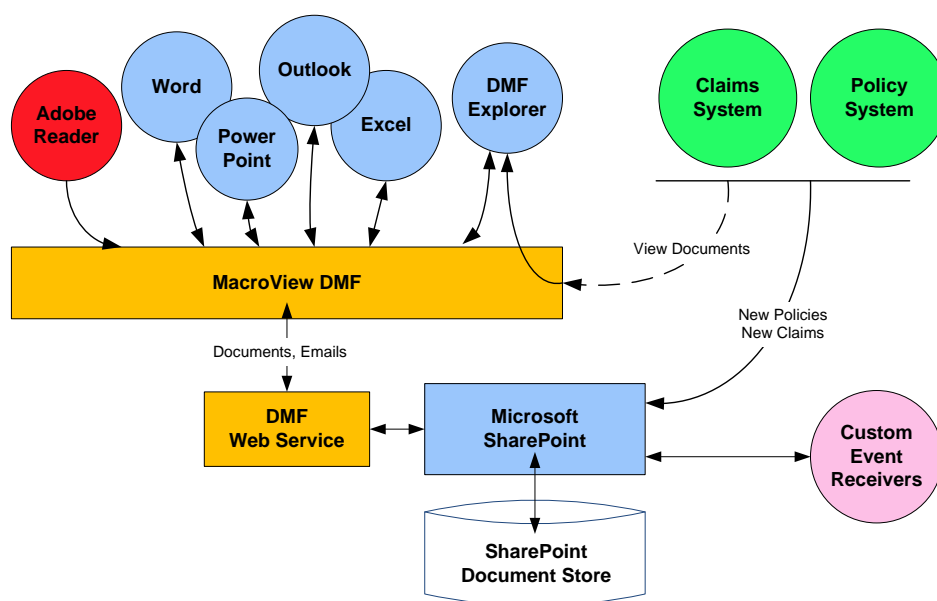 Adobe
Reader
Word
Power
Point
Outlook
Excel
DMF
Explorer
Claims
System
Policy
System
View Documents
MacroView DMF
New Policies
New Claims
Documents, Emails
DMF
Web Service
Microsoft
SharePoint
Custom
Event
Receivers
SharePoint
Document Store